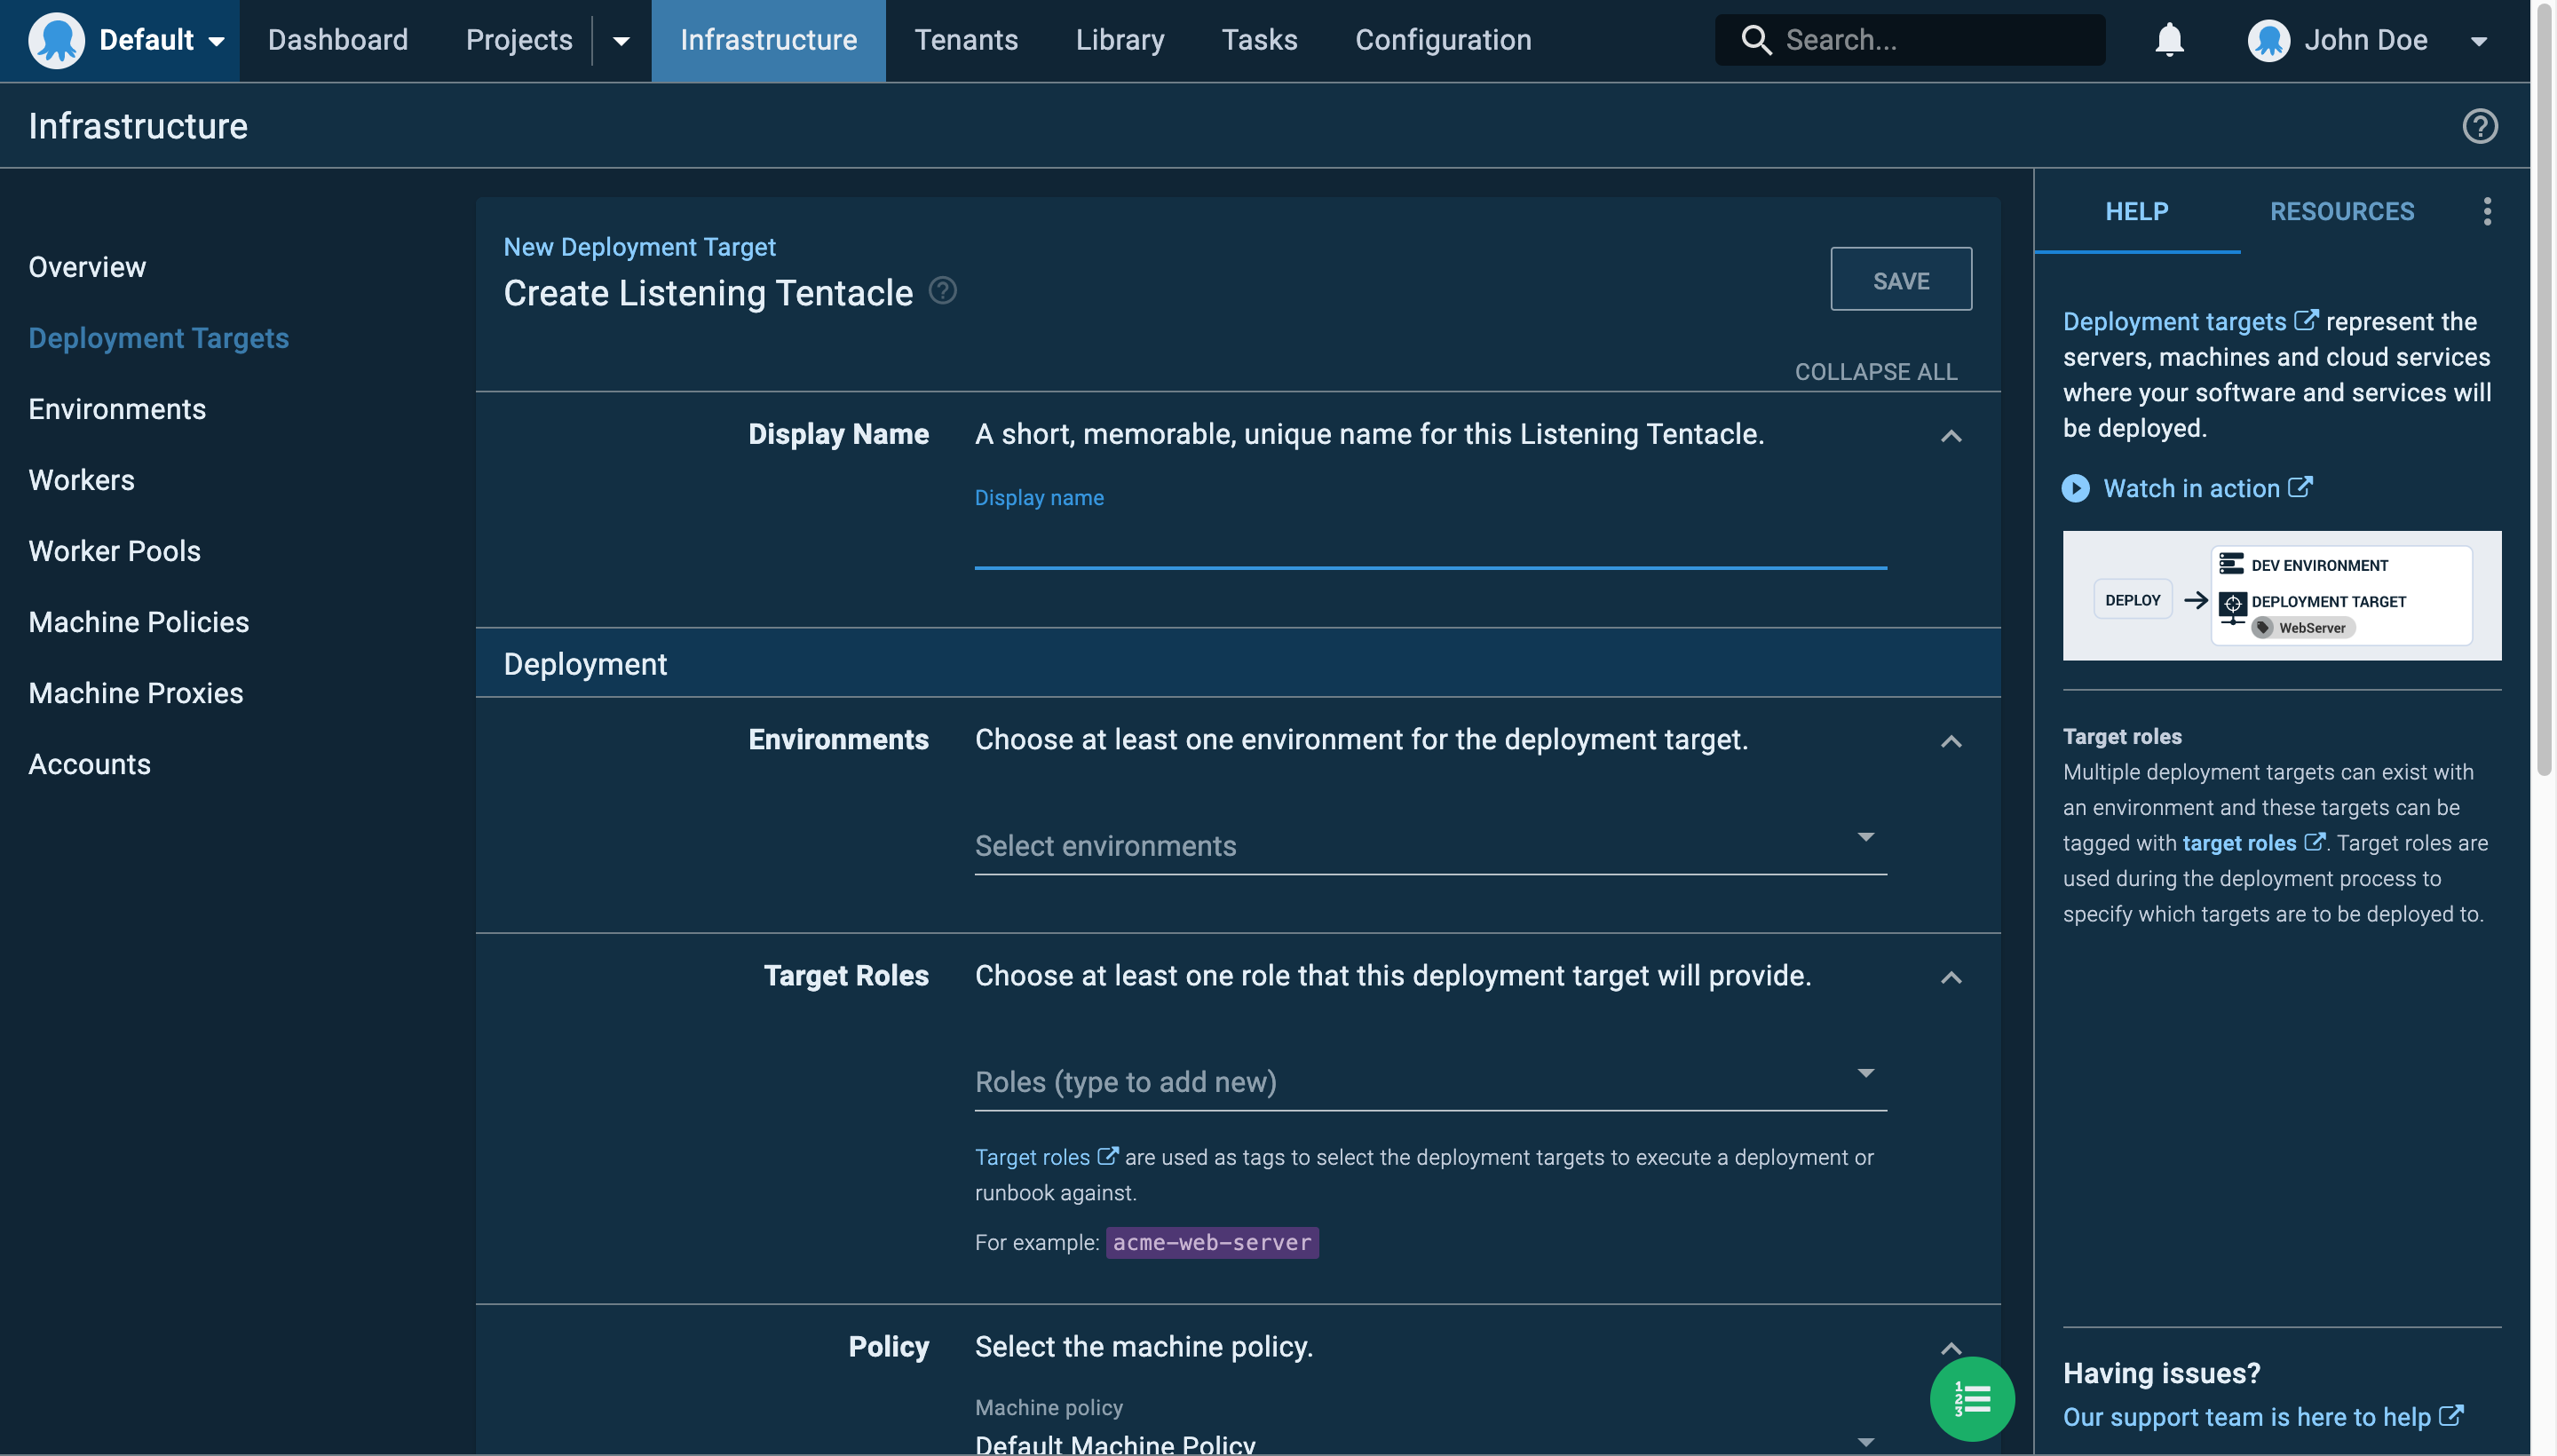 Default
Dashboard
Projects
Infrastructure
Tenants
Library
Tasks
Configuration
Search...
John Doe
Infrastructure
Overview
Deployment Targets
Environments
Workers
Worker Pools
Machine Policies
Machine Proxies
Accounts
New Deployment Target
Create Listening Tentacle
SAVE
COLLAPSE ALL
Display Name
A short, memorable, unique name for this Listening Tentacle.
Display name
Deployment
Environments
Choose at least one environment for the deployment target.
Select environments
Target Roles
Choose at least one role that this deployment target will provide.
Roles (type to add new)
Target roles are used as tags to select the deployment targets to execute a deployment or
runbook against.
For example: acme-web-server
Policy
Select the machine policy.
Machine policy
Default Machine Policy
1
2
3
HELP
RESOURCES
Deployment targets represent the
servers, machines and cloud services
where your software and services will
be deployed.
Watch in action
DEPLOY
DEV ENVIRONMENT
DEPLOYMENT TARGET
WebServer
Target roles
Multiple deployment targets can exist with
an environment and these targets can be
tagged with target roles . Target roles are
used during the deployment process to
specify which targets are to be deployed to.
Having issues?
Our support team is here to help